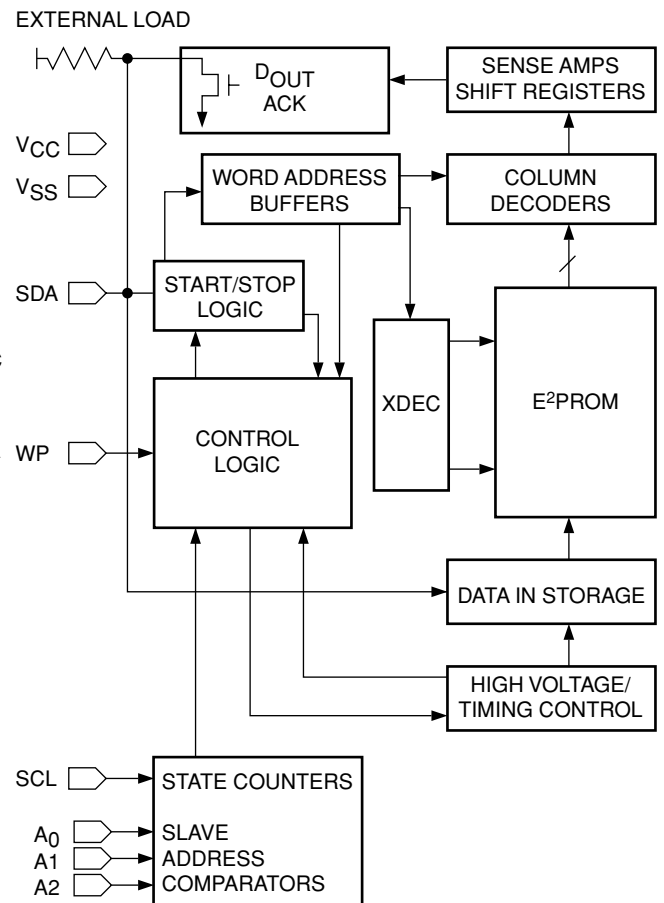 EXTERNAL LOAD
DOUT
ACK
SENSE AMPS
SHIFT REGISTERS
VCC
VSS
WORD ADDRESS
BUFFERS
COLUMN
DECODERS
SDA
START/STOP
LOGIC
XDEC
E²PROM
WP
CONTROL
LOGIC
DATA IN STORAGE
HIGH VOLTAGE/
TIMING CONTROL
SCL
STATE COUNTERS
A0
SLAVE
A1
ADDRESS
A2
COMPARATORS